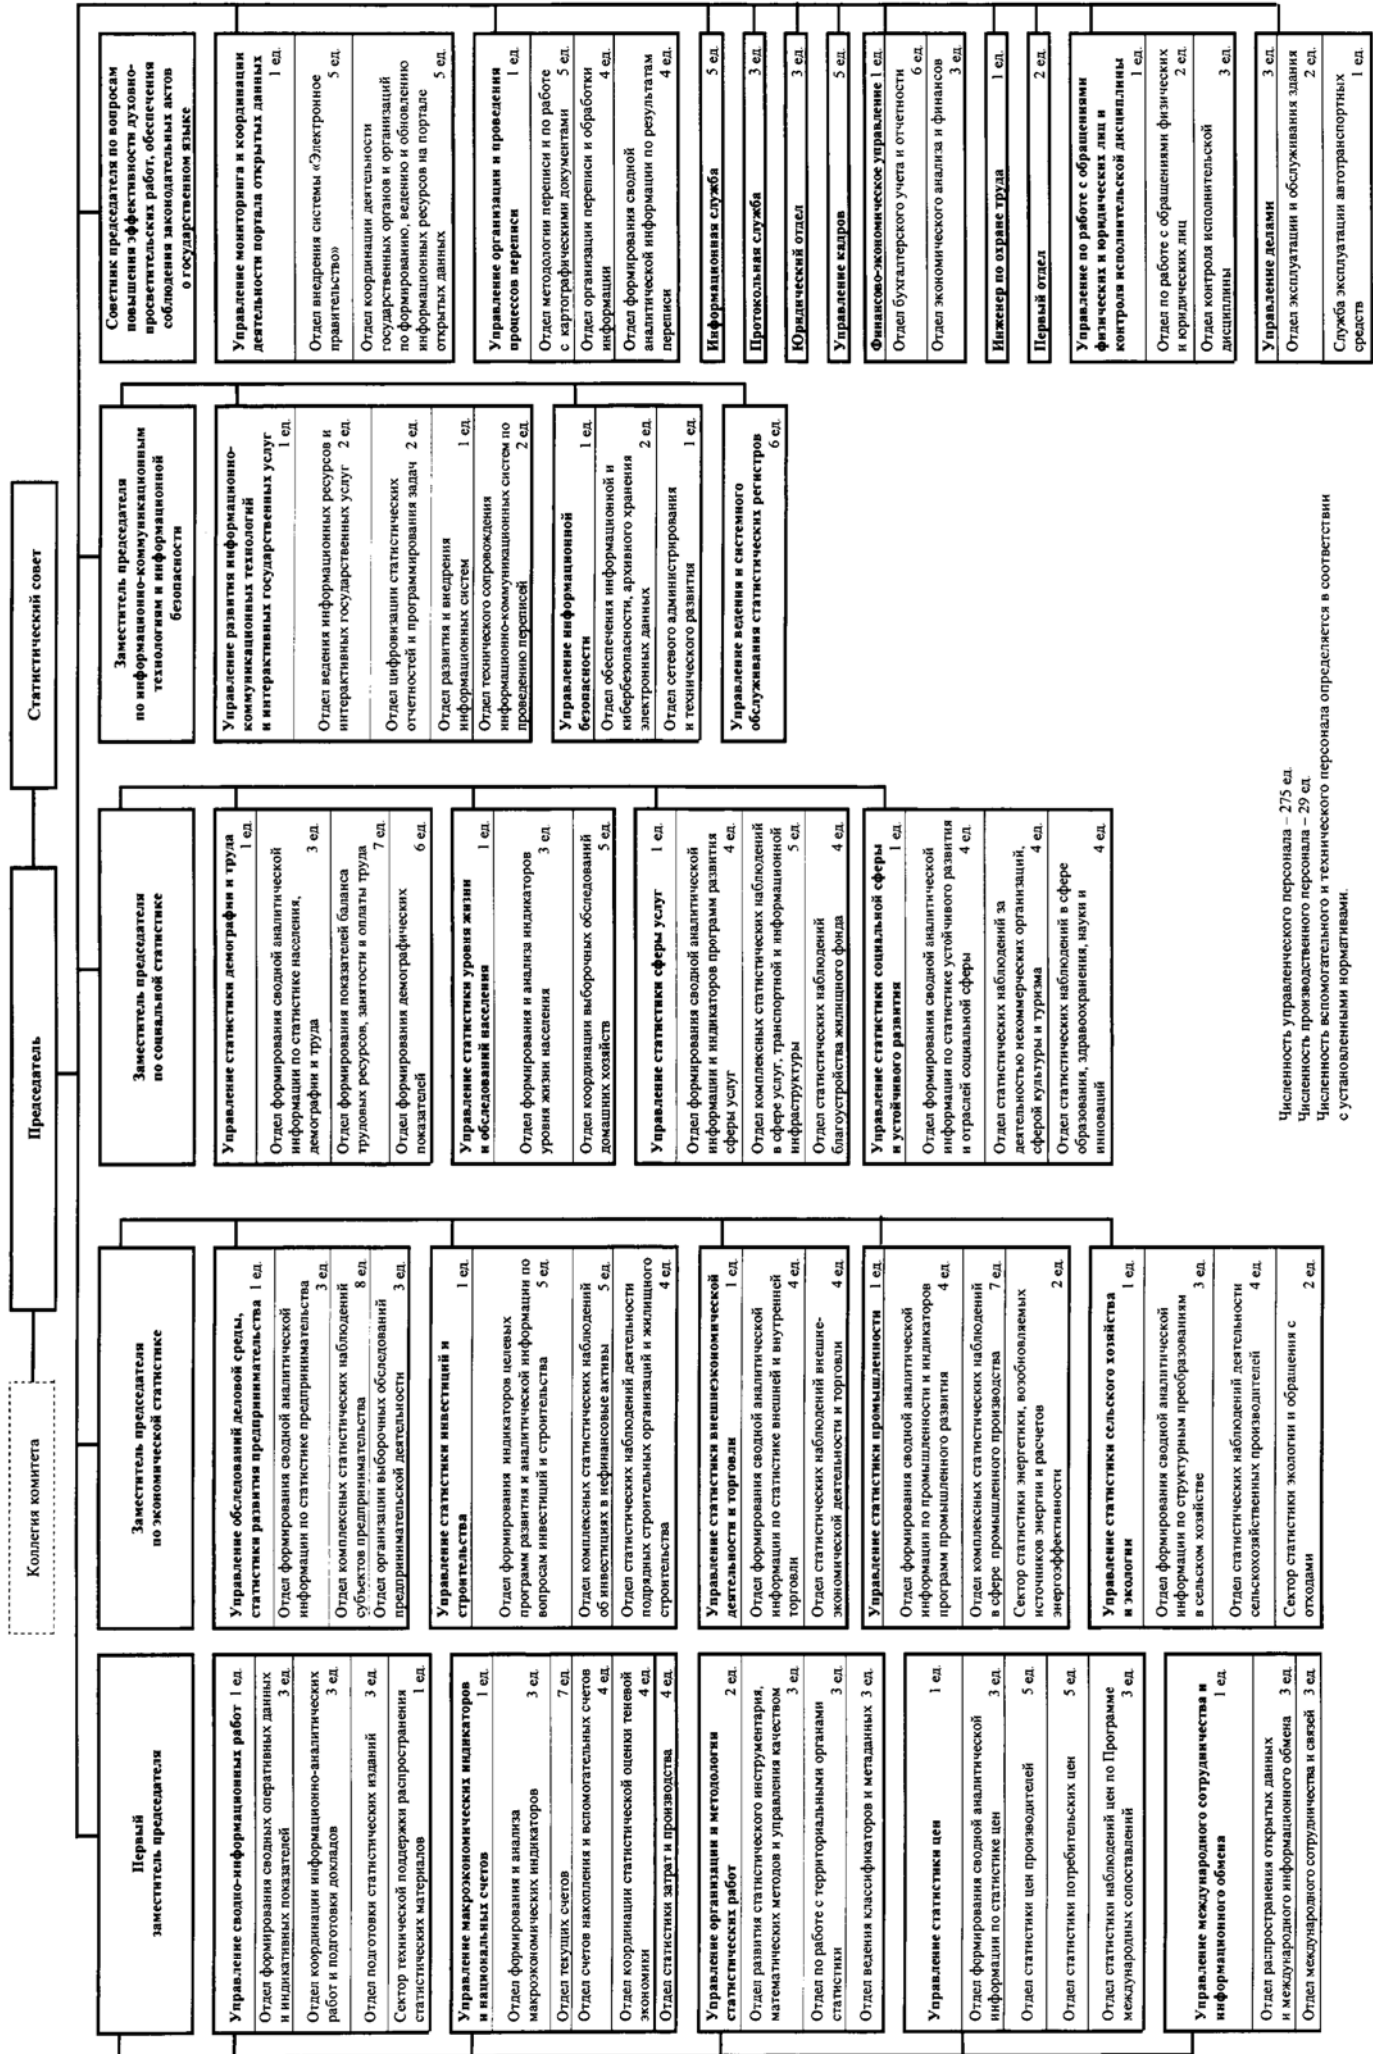 Коллегия комитета
Председатель
Статистический совет
Первый
заместитель председателя
Управление сводно-информационных работ 1 ед.
Отдел формирования сводных оперативных данных
и индикативных показателей 3 ед.
Отдел координации информационно-аналитических
работ и подготовки докладов 3 ед.
Отдел подготовки статистических изданий 3 ед.
Сектор технической поддержки распространения
статистических материалов 1 ед.
Управление макроэкономических индикаторов
и национальных счетов 1 ед.
Отдел формирования и анализа
макроэкономических индикаторов 3 ед.
Отдел текущих счетов 7 ед.
Отдел счетов накопления и вспомогательных счетов 4 ед.
Отдел координации статистической оценки теневой
экономики 4 ед.
Отдел статистики затрат и производства 4 ед.
Управление организации и методологии
статистических работ 2 ед.
Отдел развития статистического инструментария,
математических методов и управления качеством 3 ед.
Отдел по работе с территориальными органами
статистики 3 ед.
Отдел ведения классификаторов и метаданных 3 ед.
Управление статистики цен 1 ед.
Отдел формирования сводной аналитической
информации по статистике цен 3 ед.
Отдел статистики цен производителей 5 ед.
Отдел статистики потребительских цен 5 ед.
Отдел статистики наблюдений цен по Программе
международных сопоставлений 3 ед.
Управление международного сотрудничества и
информационного обмена 1 ед.
Отдел распространения открытых данных
и международного информационного обмена 3 ед.
Отдел международного сотрудничества и связей 3 ед.
Заместитель председателя
по экономической статистике
Управление обследований деловой среды,
статистики развития предпринимательства 1 ед.
Отдел формирования сводной аналитической
информации по статистике предпринимательства 3 ед.
Отдел комплексных статистических наблюдений
субъектов предпринимательства 8 ед.
Отдел организации выборочных обследований
предпринимательской деятельности 3 ед.
Управление статистики инвестиций и
строительства 1 ед.
Отдел формирования индикаторов целевых
программ развития и аналитической информации по
вопросам инвестиций и строительства 5 ед.
Отдел комплексных статистических наблюдений
об инвестициях в нефинансовые активы 5 ед.
Отдел статистических наблюдений деятельности
подрядных строительных организаций и жилищного
строительства 4 ед.
Управление статистики внешнеэкономической
деятельности и торговли 1 ед.
Отдел формирования сводной аналитической
информации по статистике внешней и внутренней
торговли 4 ед.
Отдел статистических наблюдений внешне-
экономической деятельности и торговли 4 ед.
Управление статистики промышленности 1 ед.
Отдел формирования сводной аналитической
информации по промышленности и индикаторов
программ промышленного развития 4 ед.
Отдел комплексных статистических наблюдений
в сфере промышленного производства 7 ед.
Сектор статистики энергетики, возобновляемых
источников энергии и расчетов
энергоэффективности 2 ед.
Управление статистики сельского хозяйства
и экологии 1 ед.
Отдел формирования сводной аналитической
информации по структурным преобразованиям
в сельском хозяйстве 3 ед.
Отдел статистических наблюдений деятельности
сельскохозяйственных производителей 4 ед.
Сектор статистики экологии и обращения с
отходами 2 ед.
Заместитель председателя
по социальной статистике
Управление статистики демографии и труда
1 ед.
Отдел формирования сводной аналитической
информации по статистике населения,
демографии и труда 3 ед.
Отдел формирования показателей баланса
трудовых ресурсов, занятости и оплаты труда 7 ед.
Отдел формирования демографических
показателей 6 ед.
Управление статистики уровня жизни
и обследований населения 1 ед.
Отдел формирования и анализа индикаторов
уровня жизни населения 3 ед.
Отдел координации выборочных обследований
домашних хозяйств 5 ед.
Управление статистики сферы услуг 1 ед.
Отдел формирования сводной аналитической
информации и индикаторов программ развития
сферы услуг 4 ед.
Отдел комплексных статистических наблюдений
в сфере услуг, транспортной и информационной
инфраструктуры 5 ед.
Отдел статистических наблюдений
благоустройства жилищного фонда 4 ед.
Управление статистики социальной сферы
и устойчивого развития 1 ед.
Отдел формирования сводной аналитической
информации по статистике устойчивого развития
и отраслей социальной сферы 4 ед.
Отдел статистических наблюдений за
деятельностью некоммерческих организаций,
сферой культуры и туризма 4 ед.
Отдел статистических наблюдений в сфере
образования, здравоохранения, науки и
инноваций 4 ед.
Заместитель председателя
по информационно-коммуникационным
технологиям и информационной
безопасности
Управление развития информационно-
коммуникационных технологий
и интерактивных государственных услуг 1 ед.
Отдел ведения информационных ресурсов и
интерактивных государственных услуг 2 ед.
Отдел цифровизации статистических
отчетностей и программирования задач 2 ед.
Отдел развития и внедрения
информационных систем 1 ед.
Отдел технического сопровождения
информационно-коммуникационных систем по
проведению переписей 2 ед.
Управление информационной
безопасности 1 ед.
Отдел обеспечения информационной и
кибербезопасности, архивного хранения
электронных данных 2 ед.
Отдел сетевого администрирования
и технического развития 1 ед.
Управление ведения и системного
обслуживания статистических регистров
6 ед.
Советник председателя по вопросам
повышения эффективности духовно-
просветительских работ, обеспечения
соблюдения законодательных актов
о государственном языке
Управление мониторинга и координации
деятельности портала открытых данных
1 ед.
Отдел внедрения системы «Электронное
правительство» 5 ед.
Отдел координации деятельности
государственных органов и организаций
по формированию, ведению и обновлению
информационных ресурсов на портале
открытых данных 5 ед.
Управление организации и проведения
процессов переписи 1 ед.
Отдел методологии переписи и по работе
с картографическими документами 5 ед.
Отдел организации переписи и обработки
информации 4 ед.
Отдел формирования сводной
аналитической информации по результатам
переписи 4 ед.
Информационная служба 5 ед.
Протокольная служба 3 ед.
Юридический отдел 3 ед.
Управление кадров 5 ед.
Финансово-экономическое управление 1 ед.
Отдел бухгалтерского учета и отчетности
6 ед.
Отдел экономического анализа и финансов
3 ед.
Инженер по охране труда 1 ед.
Первый отдел 2 ед.
Управление по работе с обращениями
физических и юридических лиц и
контроля исполнительской дисциплины
1 ед.
Отдел по работе с обращениями физических
и юридических лиц 2 ед.
Отдел контроля исполнительской
дисциплины 3 ед.
Управление делами 3 ед.
Отдел эксплуатации и обслуживания здания
2 ед.
Служба эксплуатации автотранспортных
средств 1 ед.
Численность управленческого персонала – 275 ед.
Численность производственного персонала – 29 ед.
Численность вспомогательного и технического персонала определяется в соответствии
с установленными нормативами.